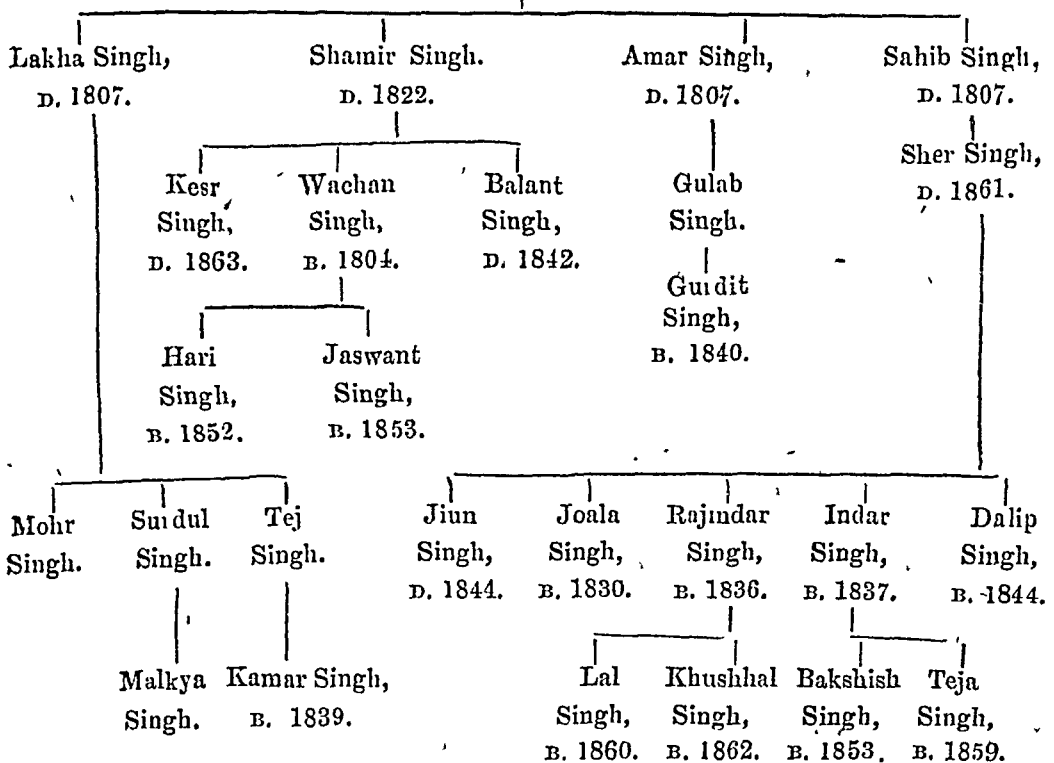 Lakha Singh, Shamir Singh. Amar Singh, Sahib Singh,
D. 1807. D. 1822. D. 1807. D. 1807.
Sher Singh,
D. 1861.
Kesr Wachan Balant Gulab
Singh, Singh, Singh, Singh.
D. 1863. B. 1804. D. 1842.
Gurdit
Singh,
B. 1840.
Hari Jaswant
Singh, Singh,
B. 1852. B. 1853.
Mohr Surdul Tej Jiun Joala Rajindar Indar Dalip
Singh. Singh. Singh. Singh, Singh, Singh, Singh, Singh,
D. 1844. B. 1830. B. 1836. B. 1837. B. 1844.
Malkya Kamar Singh, Lal Khushhal Bakshish Teja
Singh. B. 1839. Singh, Singh, Singh, Singh,
B. 1860. B. 1862. B. 1853. B. 1859.